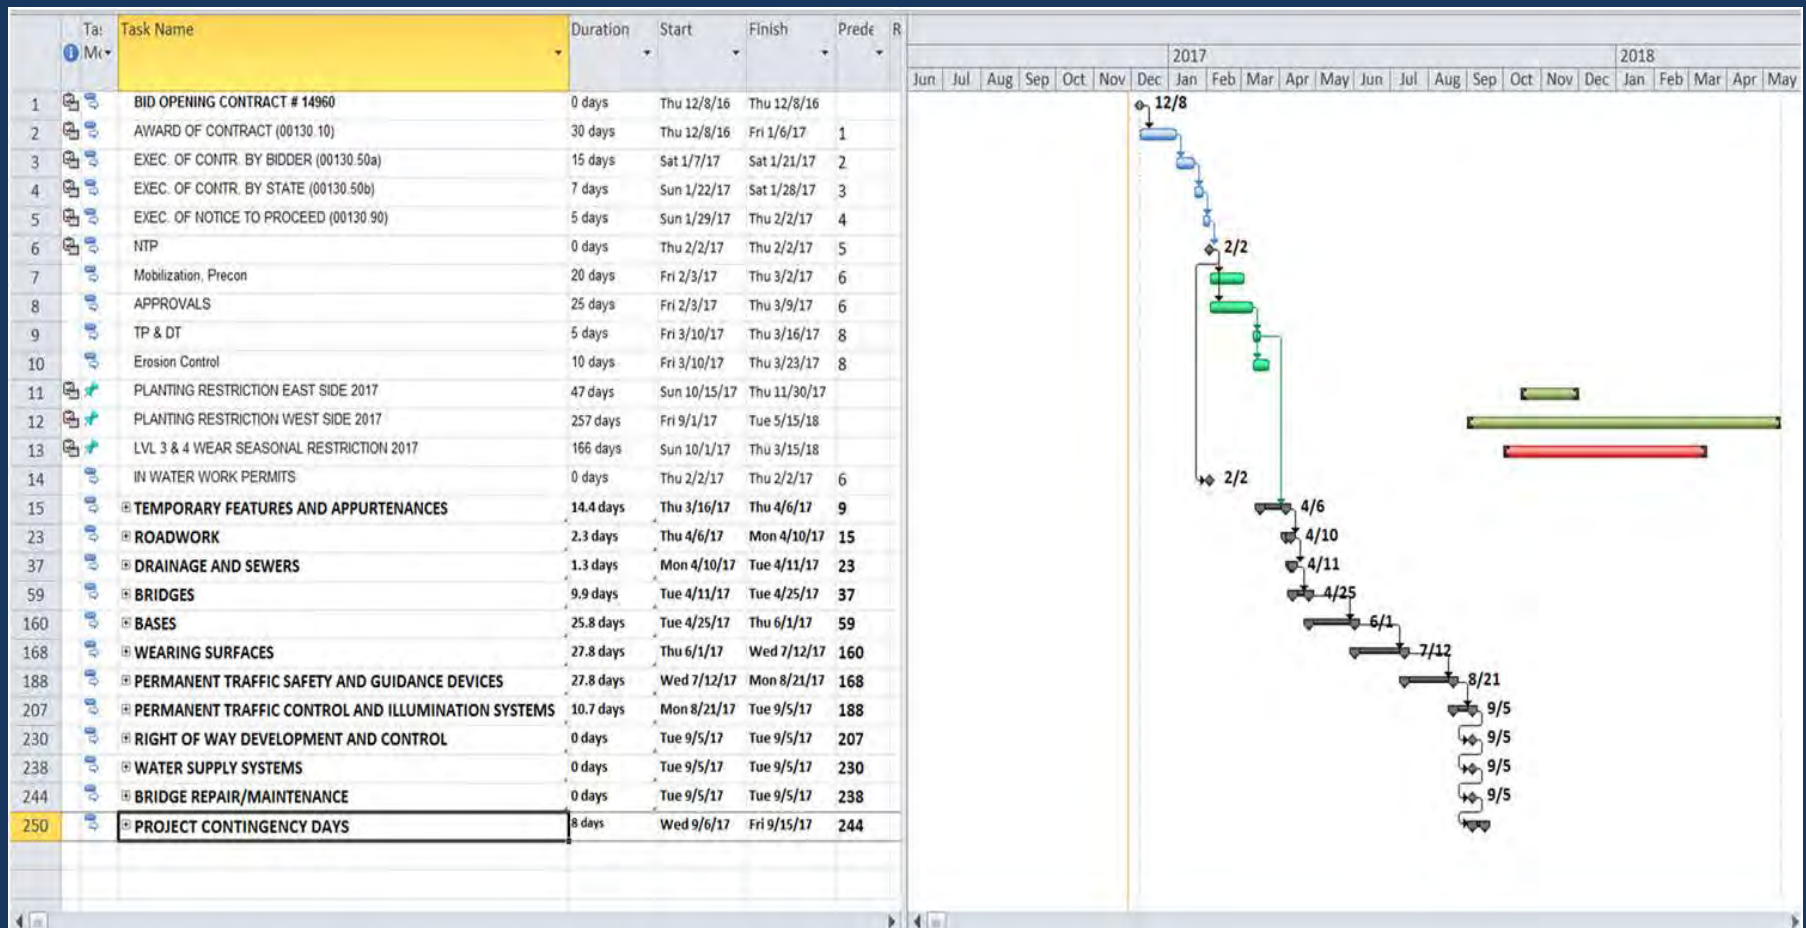 Ta: Task Name Duration Start Finish Prede R
Mc
2017 2018
Jun Jul Aug Sep Oct Nov Dec Jan Feb Mar Apr May Jun Jul Aug Sep Oct Nov Dec Jan Feb Mar Apr May
1 BID OPENING CONTRACT # 14960 0 days Thu 12/8/16 Thu 12/8/16 12/8
2 AWARD OF CONTRACT (00130.10) 30 days Thu 12/8/16 Fri 1/6/17 1
3 EXEC. OF CONTR. BY BIDDER (00130.50a) 15 days Sat 1/7/17 Sat 1/21/17 2
4 EXEC. OF CONTR. BY STATE (00130.50b) 7 days Sun 1/22/17 Sat 1/28/17 3
5 EXEC. OF NOTICE TO PROCEED (00130.90) 5 days Sun 1/29/17 Thu 2/2/17 4
6 NTP 0 days Thu 2/2/17 Thu 2/2/17 5 2/2
7 Mobilization, Precon 20 days Fri 2/3/17 Thu 3/2/17 6
8 APPROVALS 25 days Fri 2/3/17 Thu 3/9/17 6
9 TP & DT 5 days Fri 3/10/17 Thu 3/16/17 8
10 Erosion Control 10 days Fri 3/10/17 Thu 3/23/17 8
11 PLANTING RESTRICTION EAST SIDE 2017 47 days Sun 10/15/17 Thu 11/30/17
12 PLANTING RESTRICTION WEST SIDE 2017 257 days Fri 9/1/17 Tue 5/15/18
13 LVL 3 & 4 WEAR SEASONAL RESTRICTION 2017 166 days Sun 10/1/17 Thu 3/15/18
14 IN WATER WORK PERMITS 0 days Thu 2/2/17 Thu 2/2/17 6 2/2
15 TEMPORARY FEATURES AND APPURTENANCES 14.4 days Thu 3/16/17 Thu 4/6/17 9 4/6
23 ROADWORK 2.3 days Thu 4/6/17 Mon 4/10/17 15 4/10
37 DRAINAGE AND SEWERS 1.3 days Mon 4/10/17 Tue 4/11/17 23 4/11
59 BRIDGES 9.9 days Tue 4/11/17 Tue 4/25/17 37 4/25
160 BASES 25.8 days Tue 4/25/17 Thu 6/1/17 59 6/1
168 WEARING SURFACES 27.8 days Thu 6/1/17 Wed 7/12/17 160 7/12
188 PERMANENT TRAFFIC SAFETY AND GUIDANCE DEVICES 27.8 days Wed 7/12/17 Mon 8/21/17 168 8/21
207 PERMANENT TRAFFIC CONTROL AND ILLUMINATION SYSTEMS 10.7 days Mon 8/21/17 Tue 9/5/17 188 9/5
230 RIGHT OF WAY DEVELOPMENT AND CONTROL 0 days Tue 9/5/17 Tue 9/5/17 207 9/5
238 WATER SUPPLY SYSTEMS 0 days Tue 9/5/17 Tue 9/5/17 230 9/5
244 BRIDGE REPAIR/MAINTENANCE 0 days Tue 9/5/17 Tue 9/5/17 238 9/5
250 PROJECT CONTINGENCY DAYS 8 days Wed 9/6/17 Fri 9/15/17 244